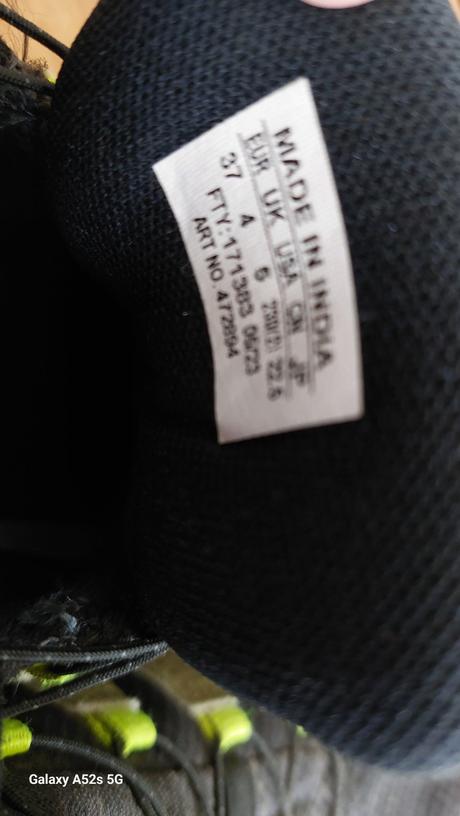 MADE IN INDIA
EUR UK USA CN JP
37 4 6 230/2 22.5
FTY:171383 06/23
ART NO. 472894
Galaxy A52s 5G